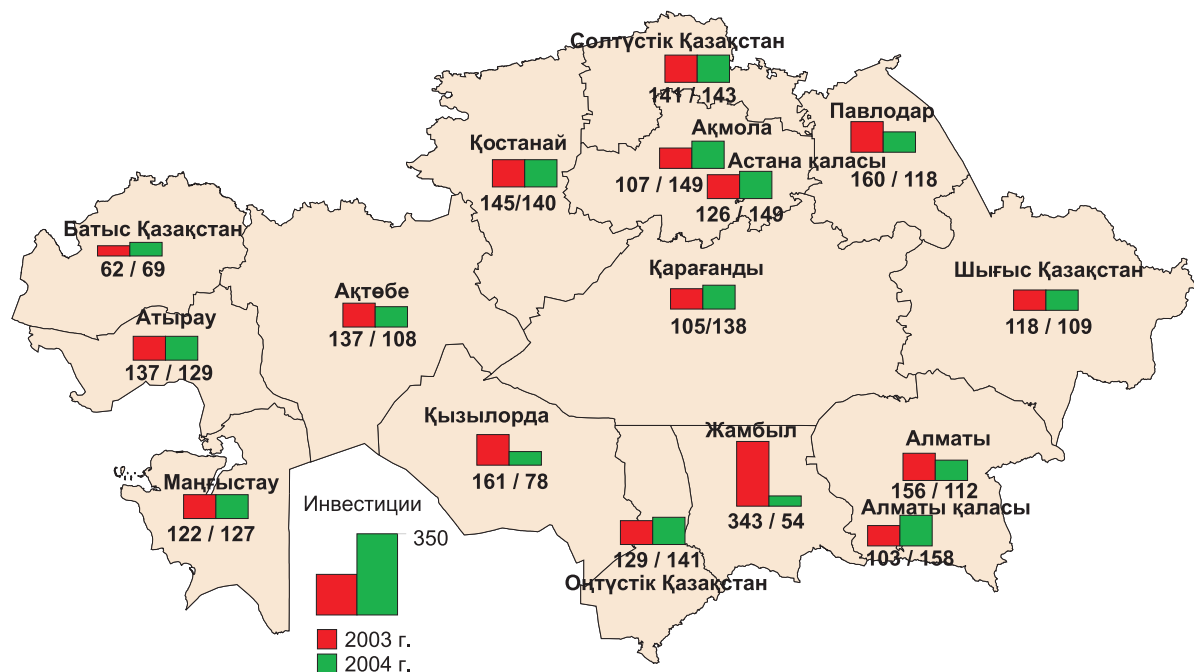 Солтүстік Қазақстан
141 / 143
Павлодар
160 / 118
Ақмола
107 / 149
Астана қаласы
126 / 149
Қостанай
145/140
Батыс Қазақстан
62 / 69
Ақтөбе
137 / 108
Қарағанды
105/138
Шығыс Қазақстан
118 / 109
Атырау
137 / 129
Қызылорда
161 / 78
Жамбыл
343 / 54
Алматы
156 / 112
Алматы қаласы
103 / 158
Маңғыстау
122 / 127
129 / 141
Оңтүстік Қазақстан
Инвестиции
350
2003 г.
2004 г.